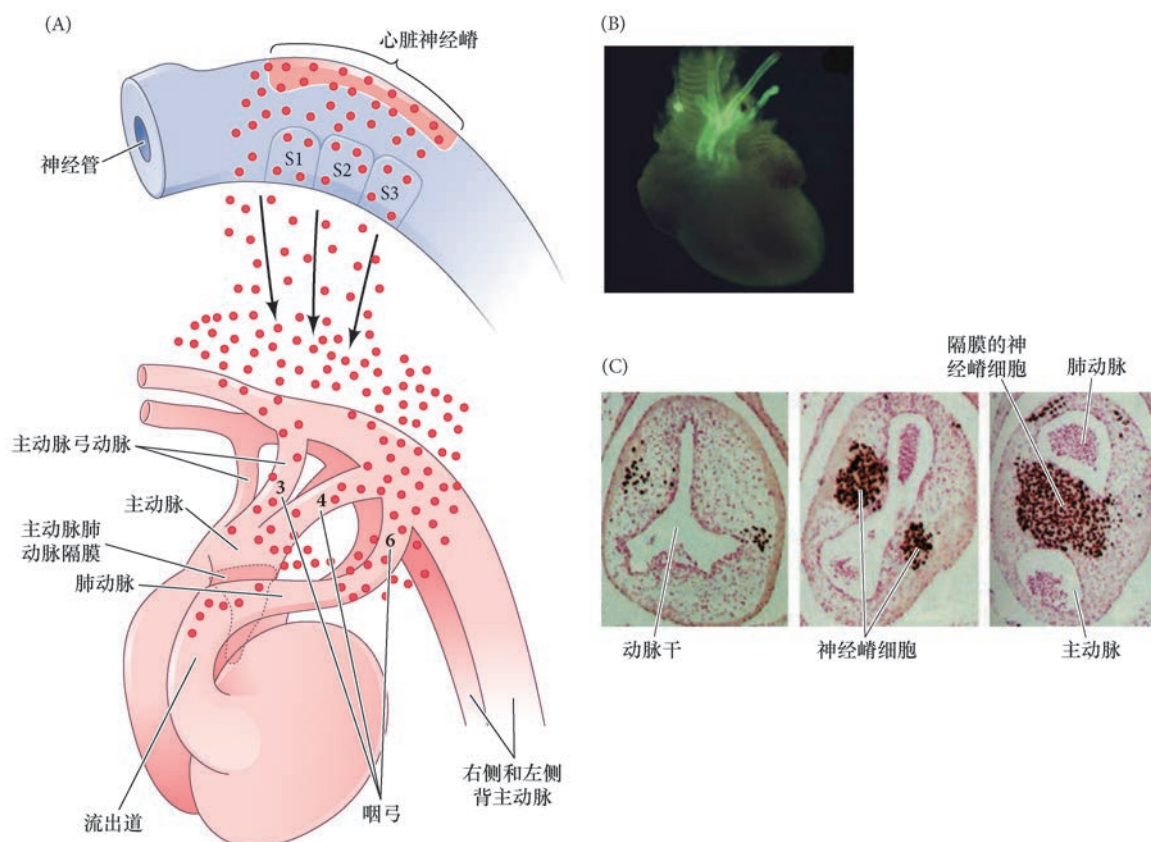 (A)
心脏神经嵴
神经管
S1
S2
S3
主动脉弓动脉
3
4
6
主动脉
主动脉肺
动脉隔膜
肺动脉
流出道
咽弓
右侧和左侧
背主动脉
(B)
(C)
隔膜的神
经嵴细胞
肺动脉
动脉干
神经嵴细胞
主动脉